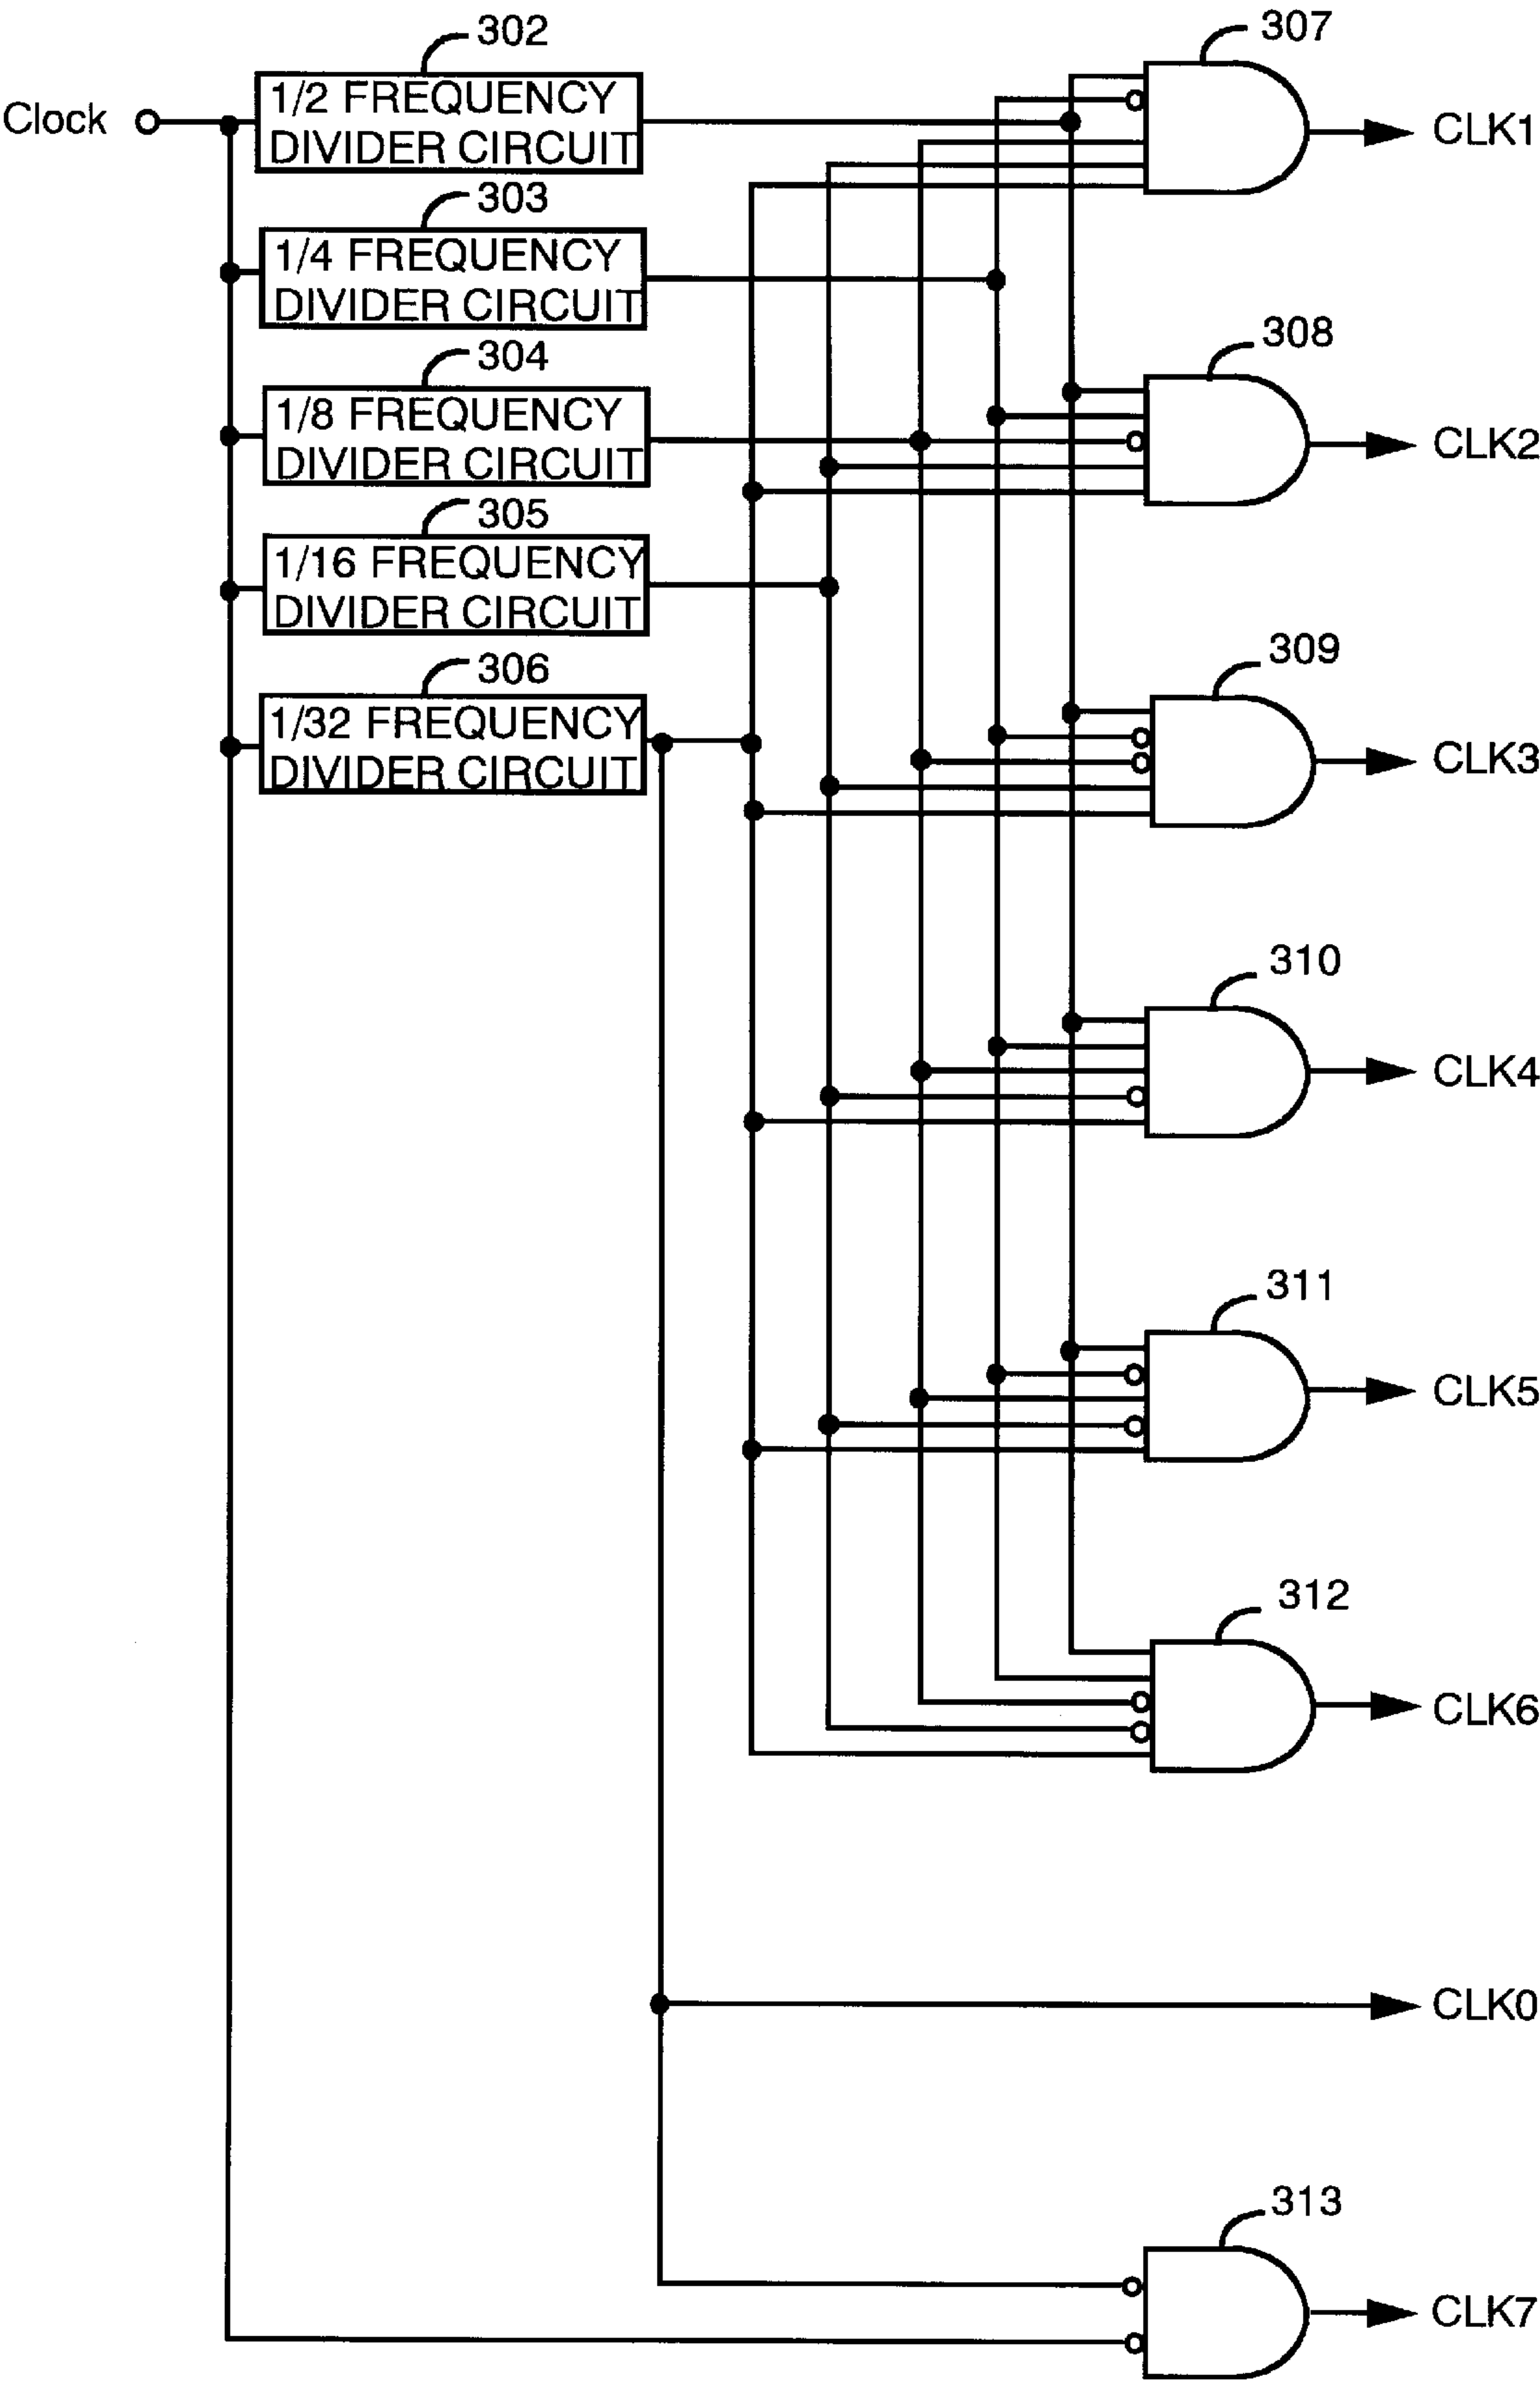 302
307
Clock
1/2 FREQUENCY
DIVIDER CIRCUIT
CLK1
303
1/4 FREQUENCY
DIVIDER CIRCUIT
304
308
1/8 FREQUENCY
DIVIDER CIRCUIT
CLK2
305
1/16 FREQUENCY
DIVIDER CIRCUIT
306
309
1/32 FREQUENCY
DIVIDER CIRCUIT
CLK3
310
CLK4
311
CLK5
312
CLK6
CLK0
313
CLK7